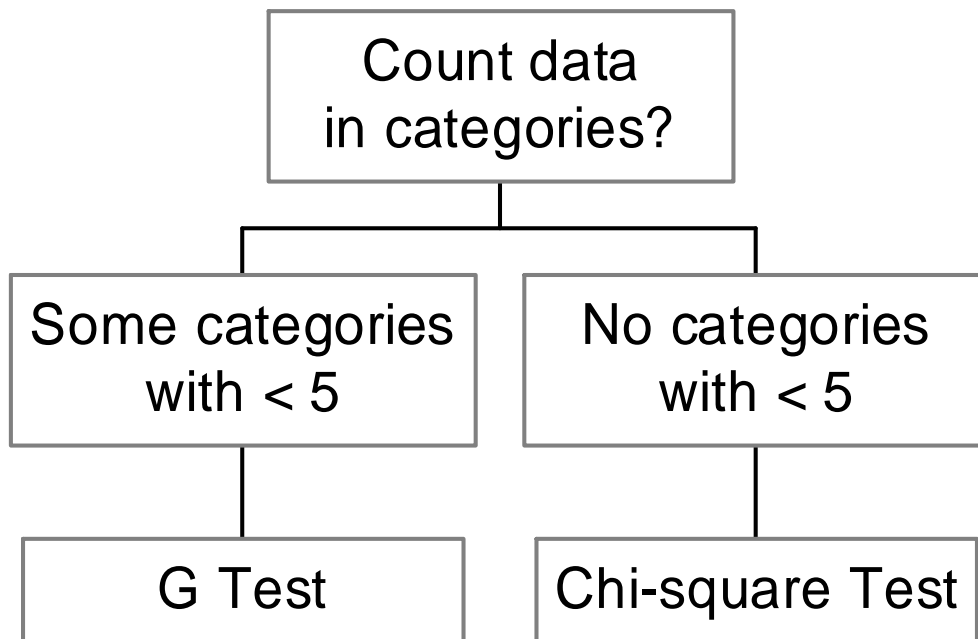 Count data
in categories?
Some categories
with < 5
No categories
with < 5
G Test
Chi-square Test